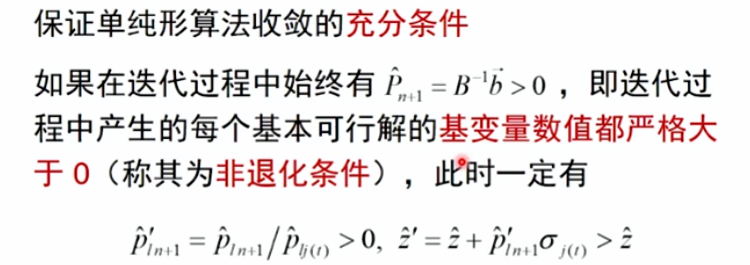 保证单纯形算法收敛的充分条件
如果在迭代过程中始终有 $\hat{P}_{n+1} = B^{-1}\vec{b} > 0$ ，即迭代过
程中产生的每个基本可行解的基变量数值都严格大
于 0（称其为非退化条件），此时一定有
$\hat{p}'_{ln+1} = \hat{p}_{ln+1} / \hat{p}_{lj(t)} > 0, \ \hat{z}' = \hat{z} + \hat{p}'_{ln+1}\sigma_{j(t)} > \hat{z}$